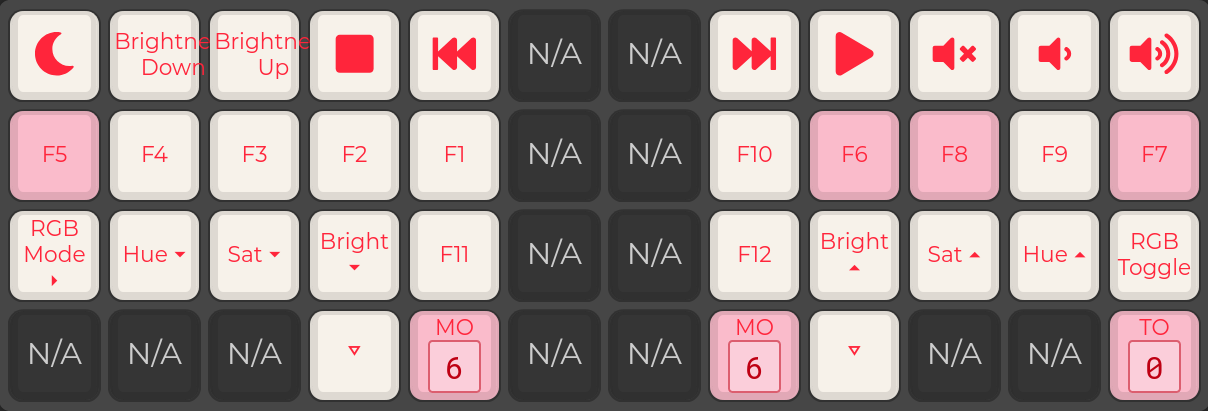 Brightne Brightne N/A N/A
Down Up
F5 F4 F3 F2 F1 N/A N/A F10 F6 F8 F9 F7
RGB
Mode Hue Sat Bright F11 N/A N/A F12 Bright Sat Hue RGB
Toggle
N/A N/A N/A MO N/A N/A MO N/A N/A TO
6 6 0